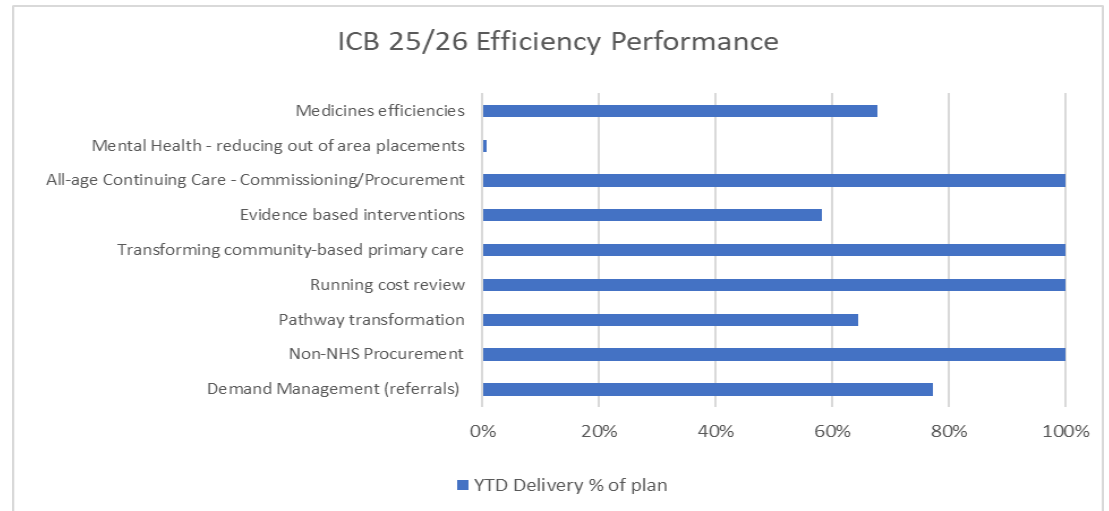 ICB 25/26 Efficiency Performance
Medicines efficiencies
Mental Health - reducing out of area placements
All-age Continuing Care - Commissioning/Procurement
Evidence based interventions
Transforming community-based primary care
Running cost review
Pathway transformation
Non-NHS Procurement
Demand Management (referrals)
0% 20% 40% 60% 80% 100%
YTD Delivery % of plan